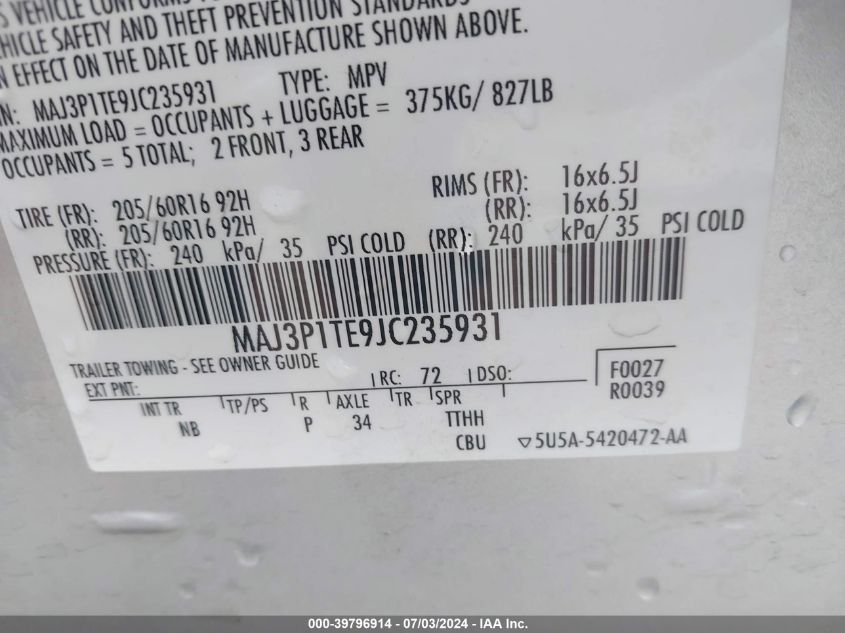 S VEHICLE CONFORMS
HICLE SAFETY AND THEFT PREVENTION STANDARDS
N EFFECT ON THE DATE OF MANUFACTURE SHOWN ABOVE.
N: MAJ3P1TE9JC235931 TYPE: MPV
MAXIMUM LOAD = OCCUPANTS + LUGGAGE = 375KG/ 827LB
OCCUPANTS = 5 TOTAL; 2 FRONT, 3 REAR
TIRE (FR): 205/60R16 92H RIMS (FR): 16x6.5J
(RR): 205/60R16 92H (RR): 16x6.5J
PRESSURE (FR): 240 kPa/ 35 PSI COLD (RR): 240 kPa/ 35 PSI COLD
MAJ3P1TE9JC235931
TRAILER TOWING - SEE OWNER GUIDE
EXT PNT: RC: 72 DSO: F0027
R0039
INT TR TP/PS R AXLE TR SPR
NB P 34 TTHH
CBU ▽5U5A-5420472-AA
000-39796914 - 07/03/2024 - IAA Inc.